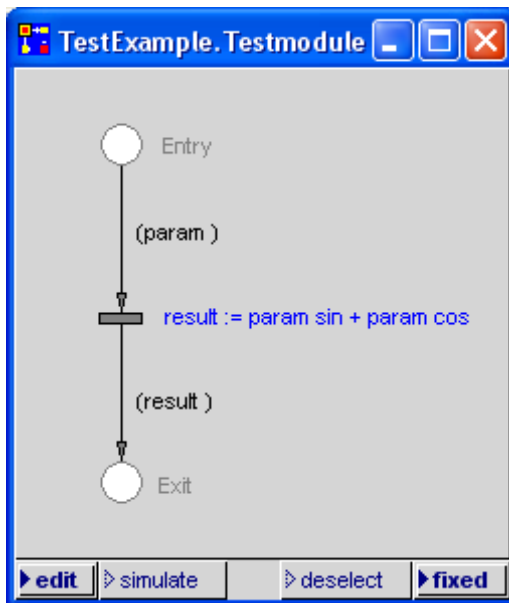 TestExample.Testmodule
Entry
(param )
result := param sin + param cos
(result )
Exit
edit simulate deselect fixed